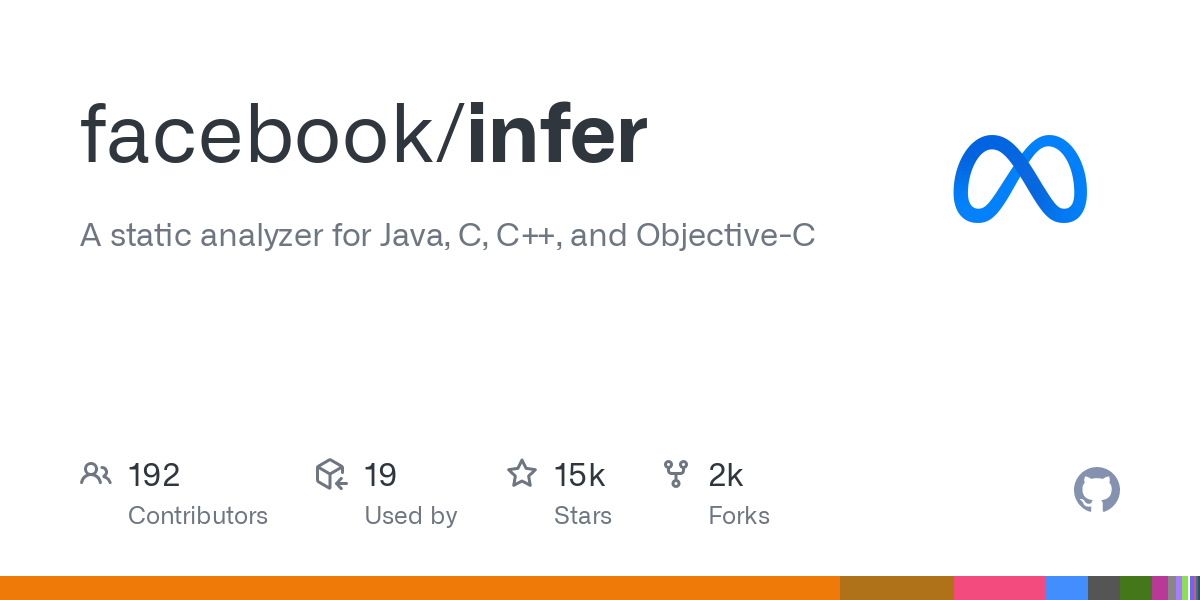 facebook/infer
A static analyzer for Java, C, C++, and Objective-C
192 19 15k 2k
Contributors Used by Stars Forks